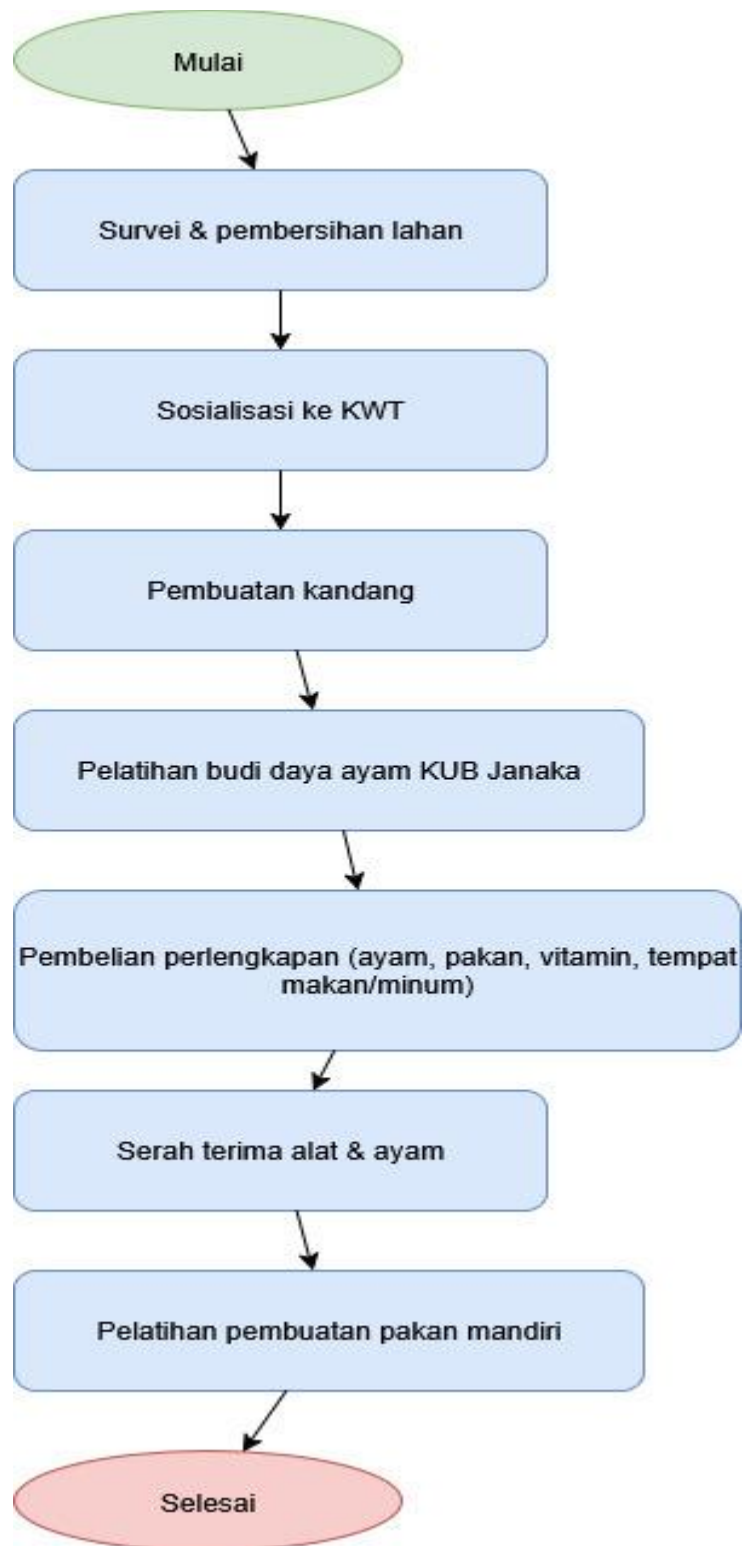 Mulai
Survei & pembersihan lahan
Sosialisasi ke KWT
Pembuatan kandang
Pelatihan budi daya ayam KUB Janaka
Pembelian perlengkapan (ayam, pakan, vitamin, tempat
makan/minum)
Serah terima alat & ayam
Pelatihan pembuatan pakan mandiri
Selesai